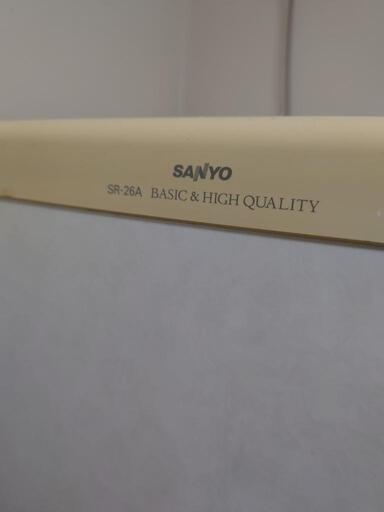 SANYO
SR-26A BASIC & HIGH QUALITY